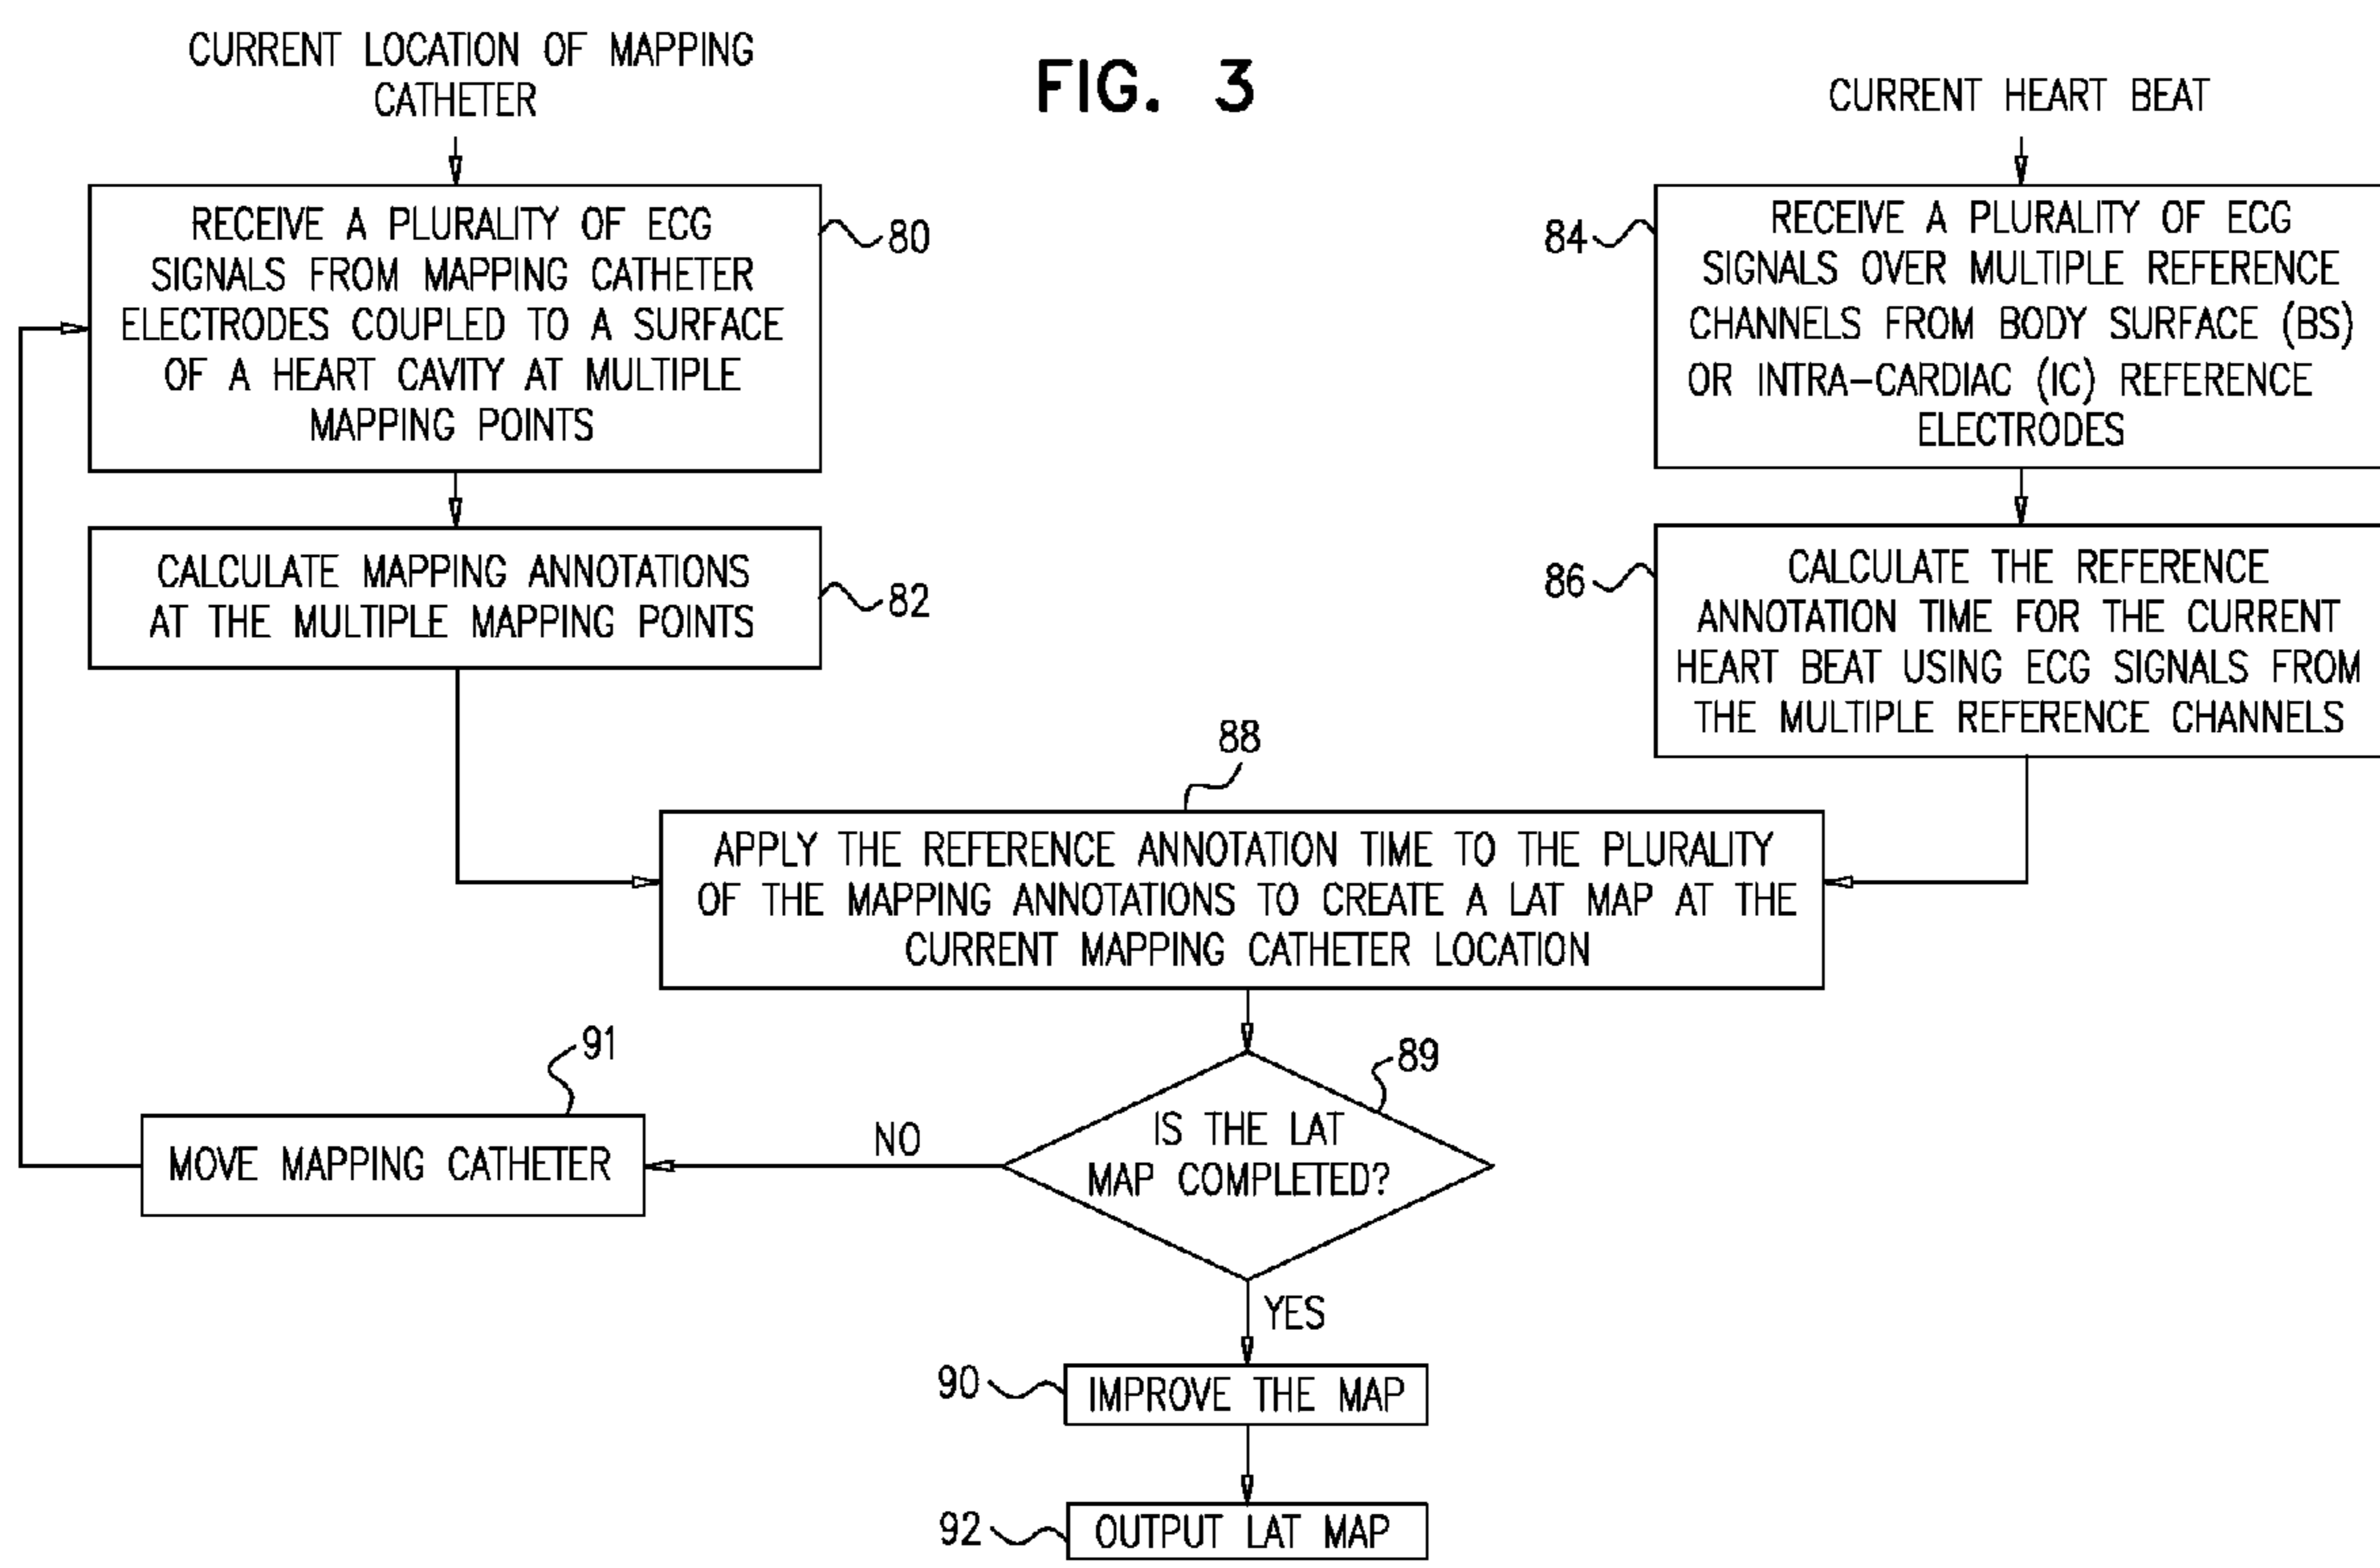 FIG. 3
CURRENT LOCATION OF MAPPING
CATHETER
RECEIVE A PLURALITY OF ECG
SIGNALS FROM MAPPING CATHETER
ELECTRODES COUPLED TO A SURFACE
OF A HEART CAVITY AT MULTIPLE
MAPPING POINTS
80
CALCULATE MAPPING ANNOTATIONS
AT THE MULTIPLE MAPPING POINTS
82
CURRENT HEART BEAT
84
RECEIVE A PLURALITY OF ECG
SIGNALS OVER MULTIPLE REFERENCE
CHANNELS FROM BODY SURFACE (BS)
OR INTRA-CARDIAC (IC) REFERENCE
ELECTRODES
86
CALCULATE THE REFERENCE
ANNOTATION TIME FOR THE CURRENT
HEART BEAT USING ECG SIGNALS FROM
THE MULTIPLE REFERENCE CHANNELS
88
APPLY THE REFERENCE ANNOTATION TIME TO THE PLURALITY
OF THE MAPPING ANNOTATIONS TO CREATE A LAT MAP AT THE
CURRENT MAPPING CATHETER LOCATION
89
IS THE LAT
MAP COMPLETED?
NO
91
MOVE MAPPING CATHETER
YES
90
IMPROVE THE MAP
92
OUTPUT LAT MAP